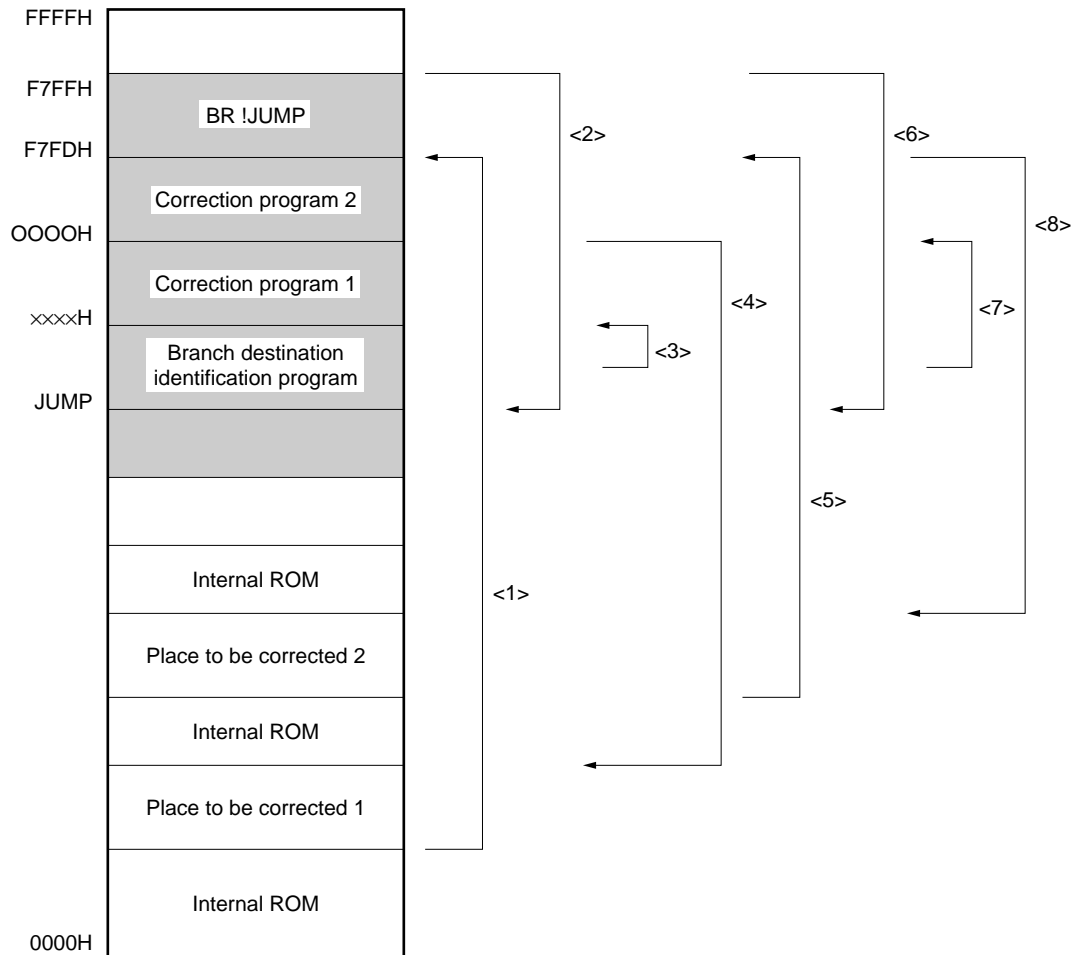 FFFFH
F7FFH
BR !JUMP
<2>
<6>
F7FDH
Correction program 2
OOOOH
<8>
Correction program 1
<4>
<7>
××××H
<3>
Branch destination
identification program
JUMP
<5>
Internal ROM
<1>
Place to be corrected 2
Internal ROM
Place to be corrected 1
Internal ROM
0000H